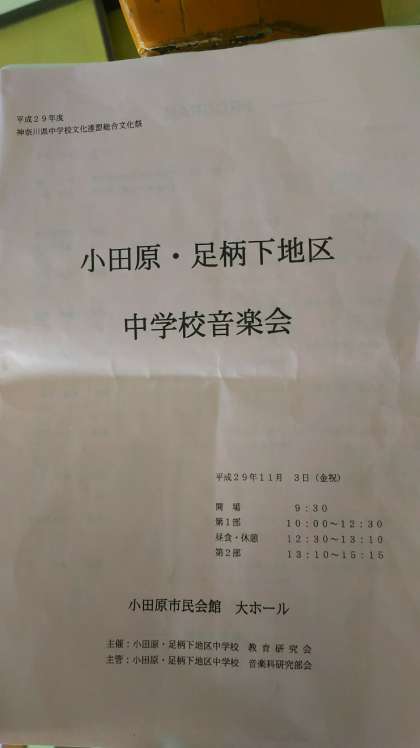 平成２９年度
神奈川県中学校文化連盟総合文化祭
小田原・足柄下地区
中学校音楽会
平成２９年１１月　３日（金祝）
開　場　９：３０
第１部　１０：００～１２：３０
昼食・休憩　１２：３０～１３：１０
第２部　１３：１０～１５：１５
小田原市民会館　大ホール
主催：小田原・足柄下地区中学校　教 育 研 究 会
主管：小田原・足柄下地区中学校　音楽科研究部会